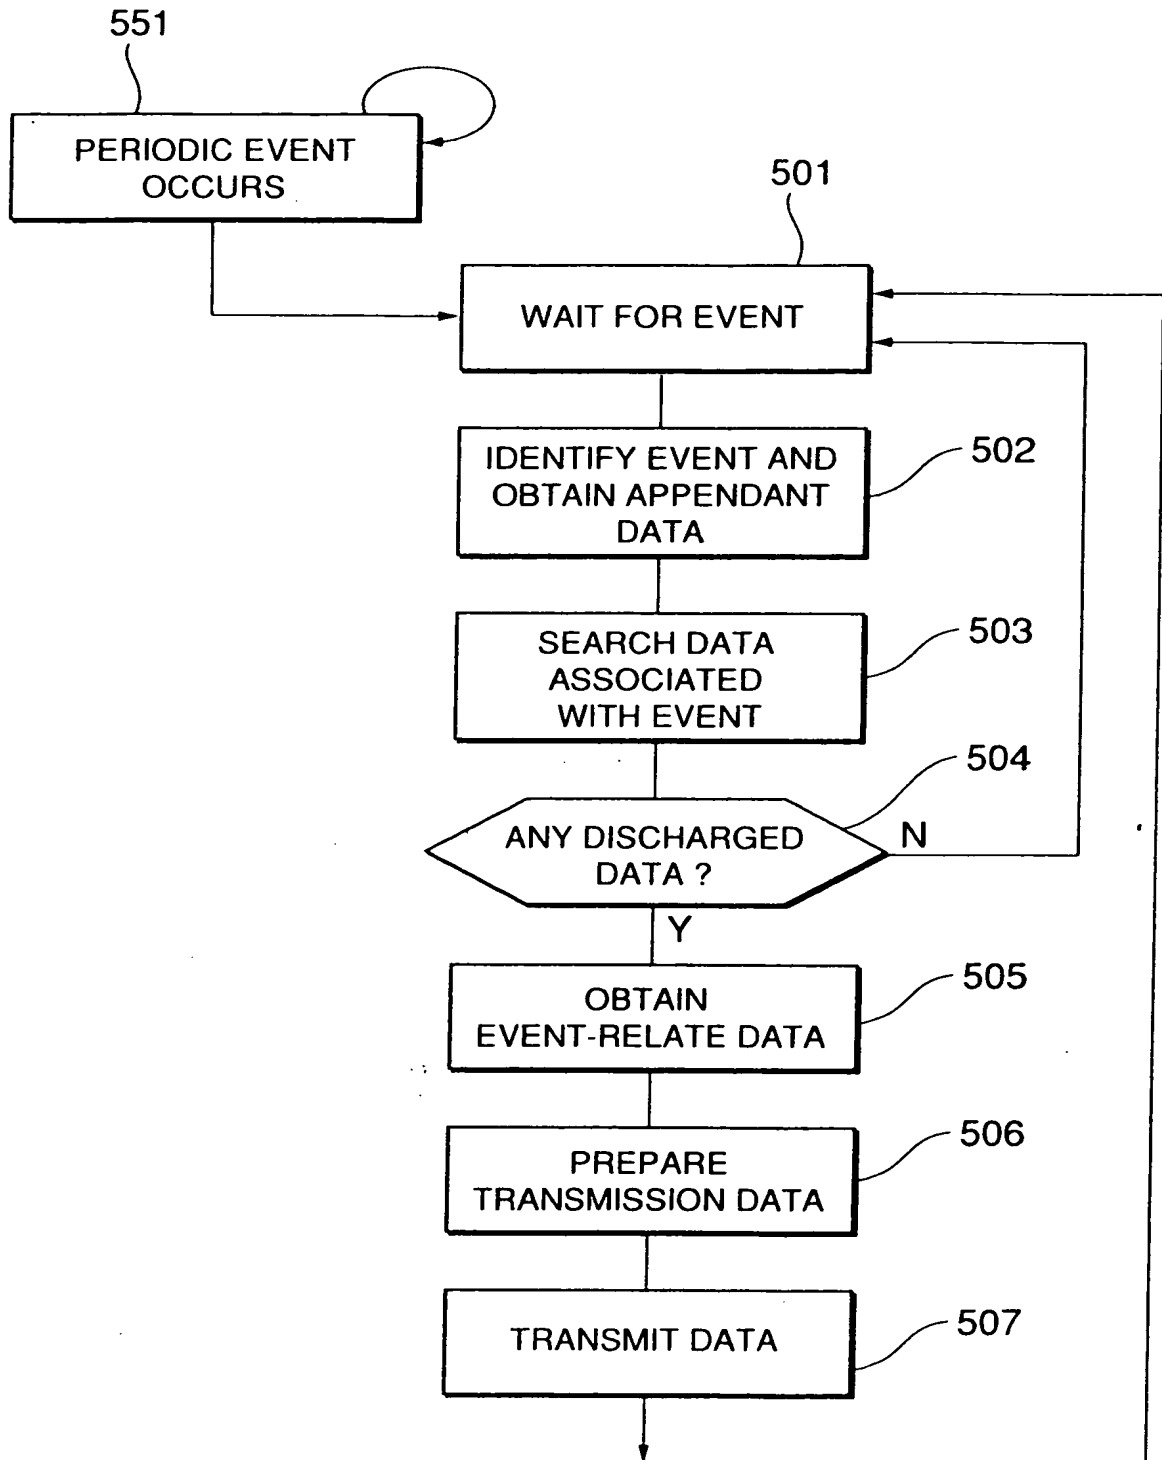 551
PERIODIC EVENT
OCCURS
501
WAIT FOR EVENT
IDENTIFY EVENT AND
OBTAIN APPENDANT
DATA
502
SEARCH DATA
ASSOCIATED
WITH EVENT
503
504
ANY DISCHARGED
DATA ?
N
Y
OBTAIN
EVENT-RELATE DATA
505
PREPARE
TRANSMISSION DATA
506
TRANSMIT DATA
507